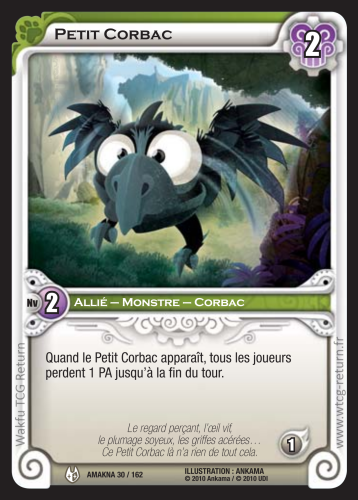 Petit Corbac
2
Nv 2 Allié – Monstre – Corbac
Quand le Petit Corbac apparaît, tous les joueurs
perdent 1 PA jusqu'à la fin du tour.
Le regard perçant, l'œil vif,
le plumage soyeux, les griffes acérées…
Ce Petit Corbac là n'a rien de tout cela.
1
AMAKNA 30 / 162
ILLUSTRATION : ANKAMA
© 2010 Ankama / © 2010 UDI
Wakfu TCG Return
www.wtcg-return.fr